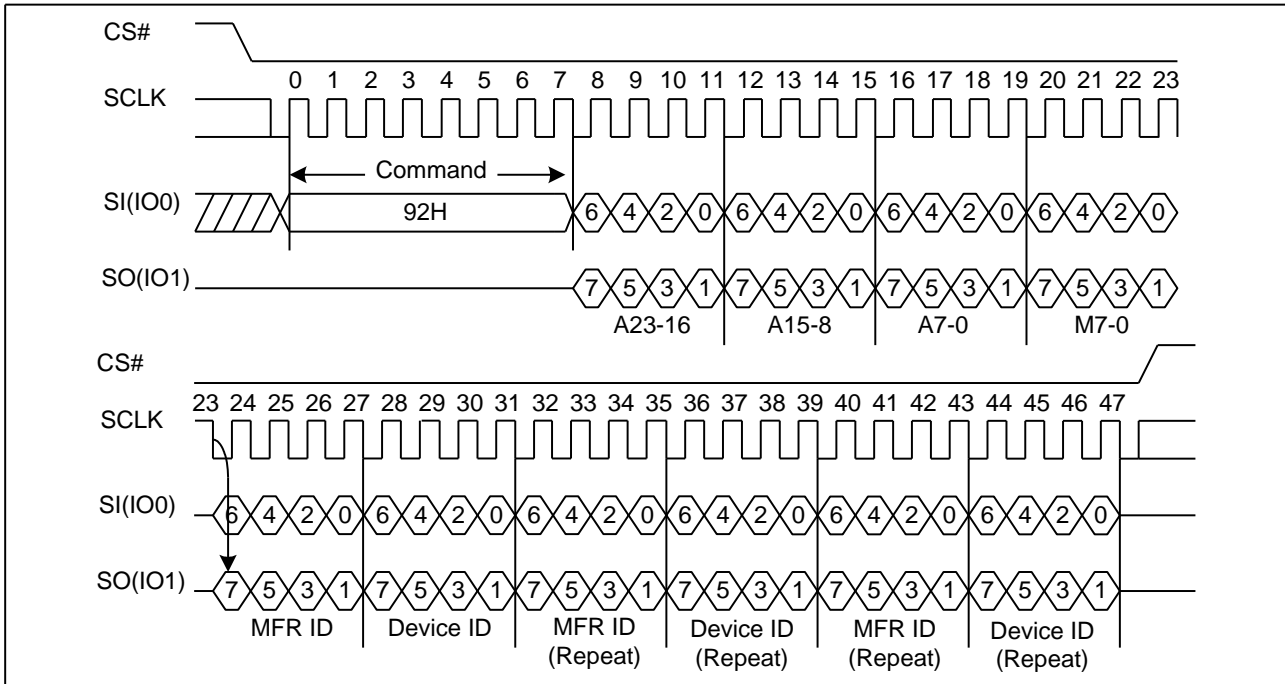 CS#
0 1 2 3 4 5 6 7 8 9 10 11 12 13 14 15 16 17 18 19 20 21 22 23
SCLK
Command
SI(IO0)
92H
6 4 2 0 6 4 2 0 6 4 2 0 6 4 2 0
SO(IO1)
7 5 3 1 7 5 3 1 7 5 3 1 7 5 3 1
A23-16 A15-8 A7-0 M7-0
CS#
23 24 25 26 27 28 29 30 31 32 33 34 35 36 37 38 39 40 41 42 43 44 45 46 47
SCLK
SI(IO0)
6 4 2 0 6 4 2 0 6 4 2 0 6 4 2 0 6 4 2 0 6 4 2 0
SO(IO1)
7 5 3 1 7 5 3 1 7 5 3 1 7 5 3 1 7 5 3 1 7 5 3 1
MFR ID Device ID MFR ID Device ID MFR ID Device ID
(Repeat) (Repeat) (Repeat) (Repeat)